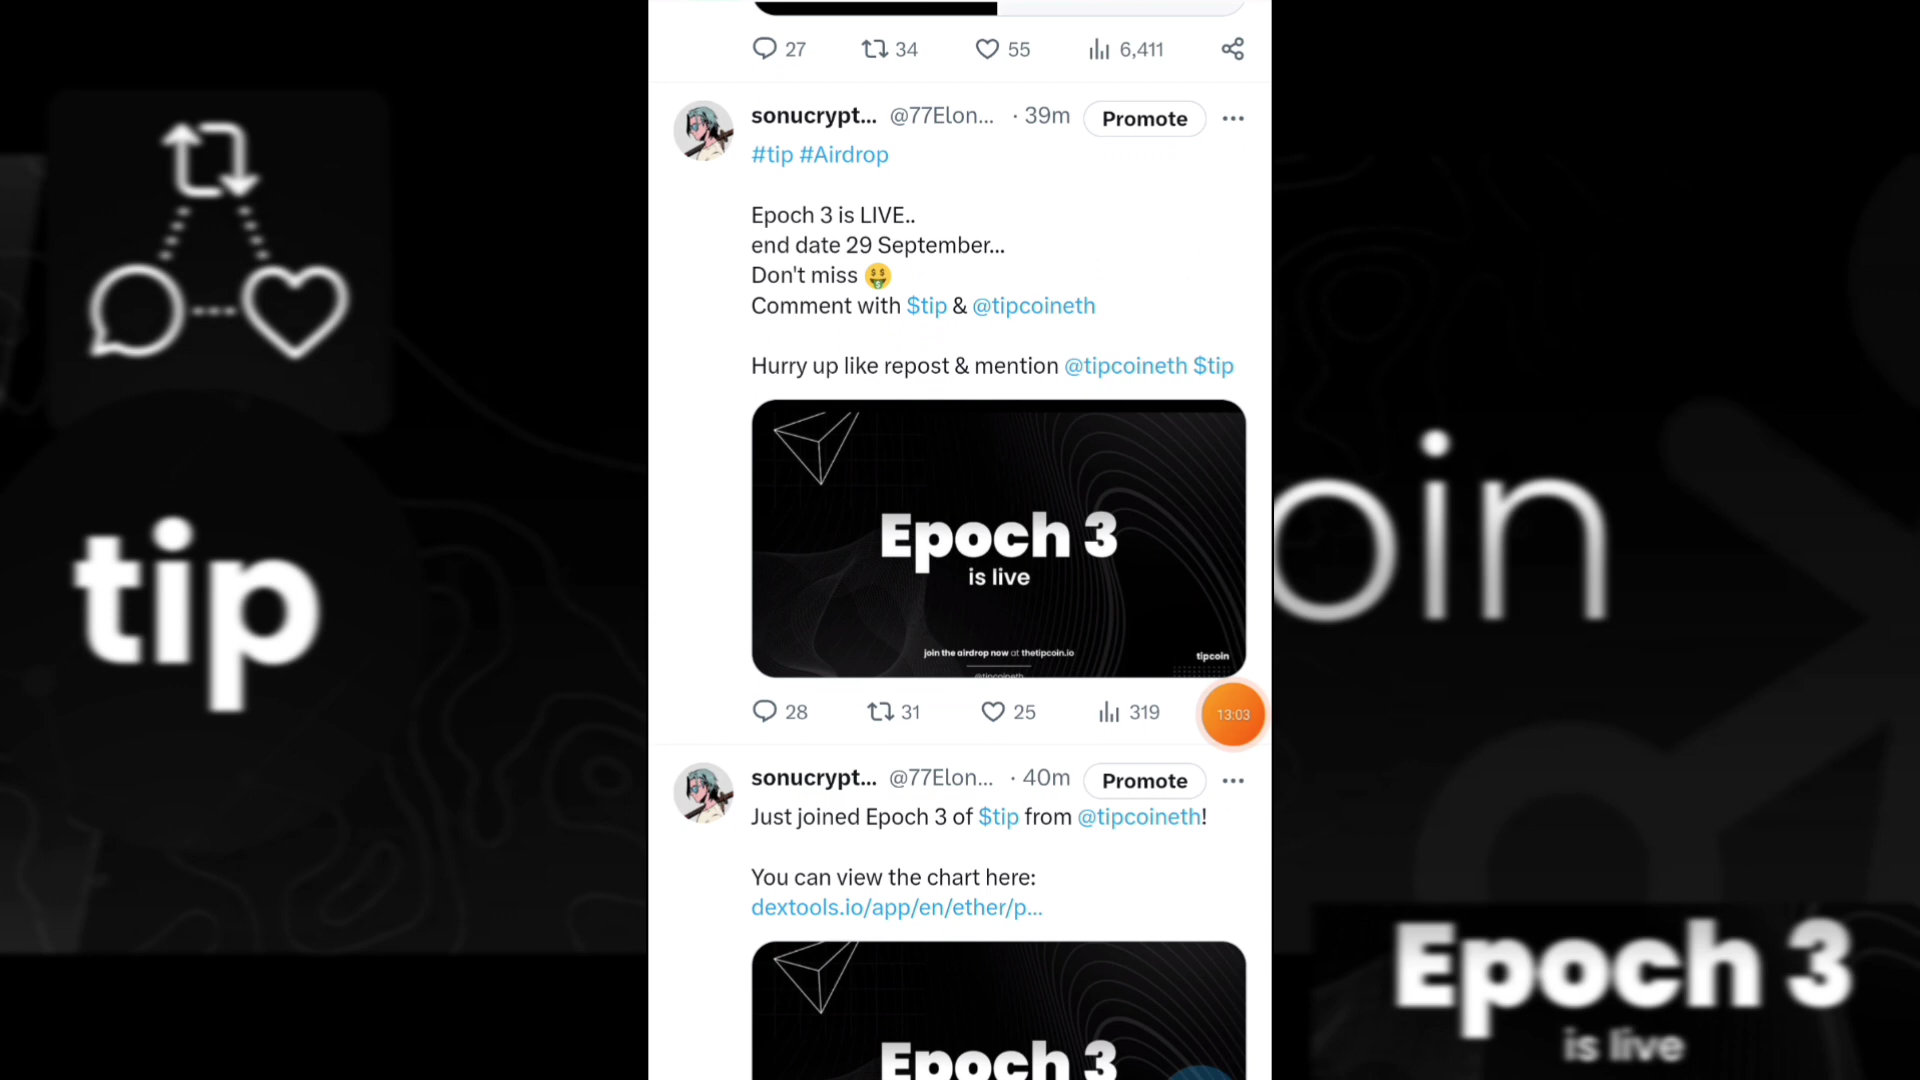 27 34 55 6,411
sonucrypt... @77Elon... · 39m Promote
#tip #Airdrop
Epoch 3 is LIVE..
end date 29 September...
Don't miss 🤑
Comment with $tip & @tipcoineth
Hurry up like repost & mention @tipcoineth $tip
Epoch 3
is live
join the airdrop now at thetipcoin.io
@tipcoineth
tipcoin
28 31 25 319
13:03
sonucrypt... @77Elon... · 40m Promote
Just joined Epoch 3 of $tip from @tipcoineth!
You can view the chart here:
dextools.io/app/en/ether/p...
Epoch 3
tip
oin
Epoch 3
is live